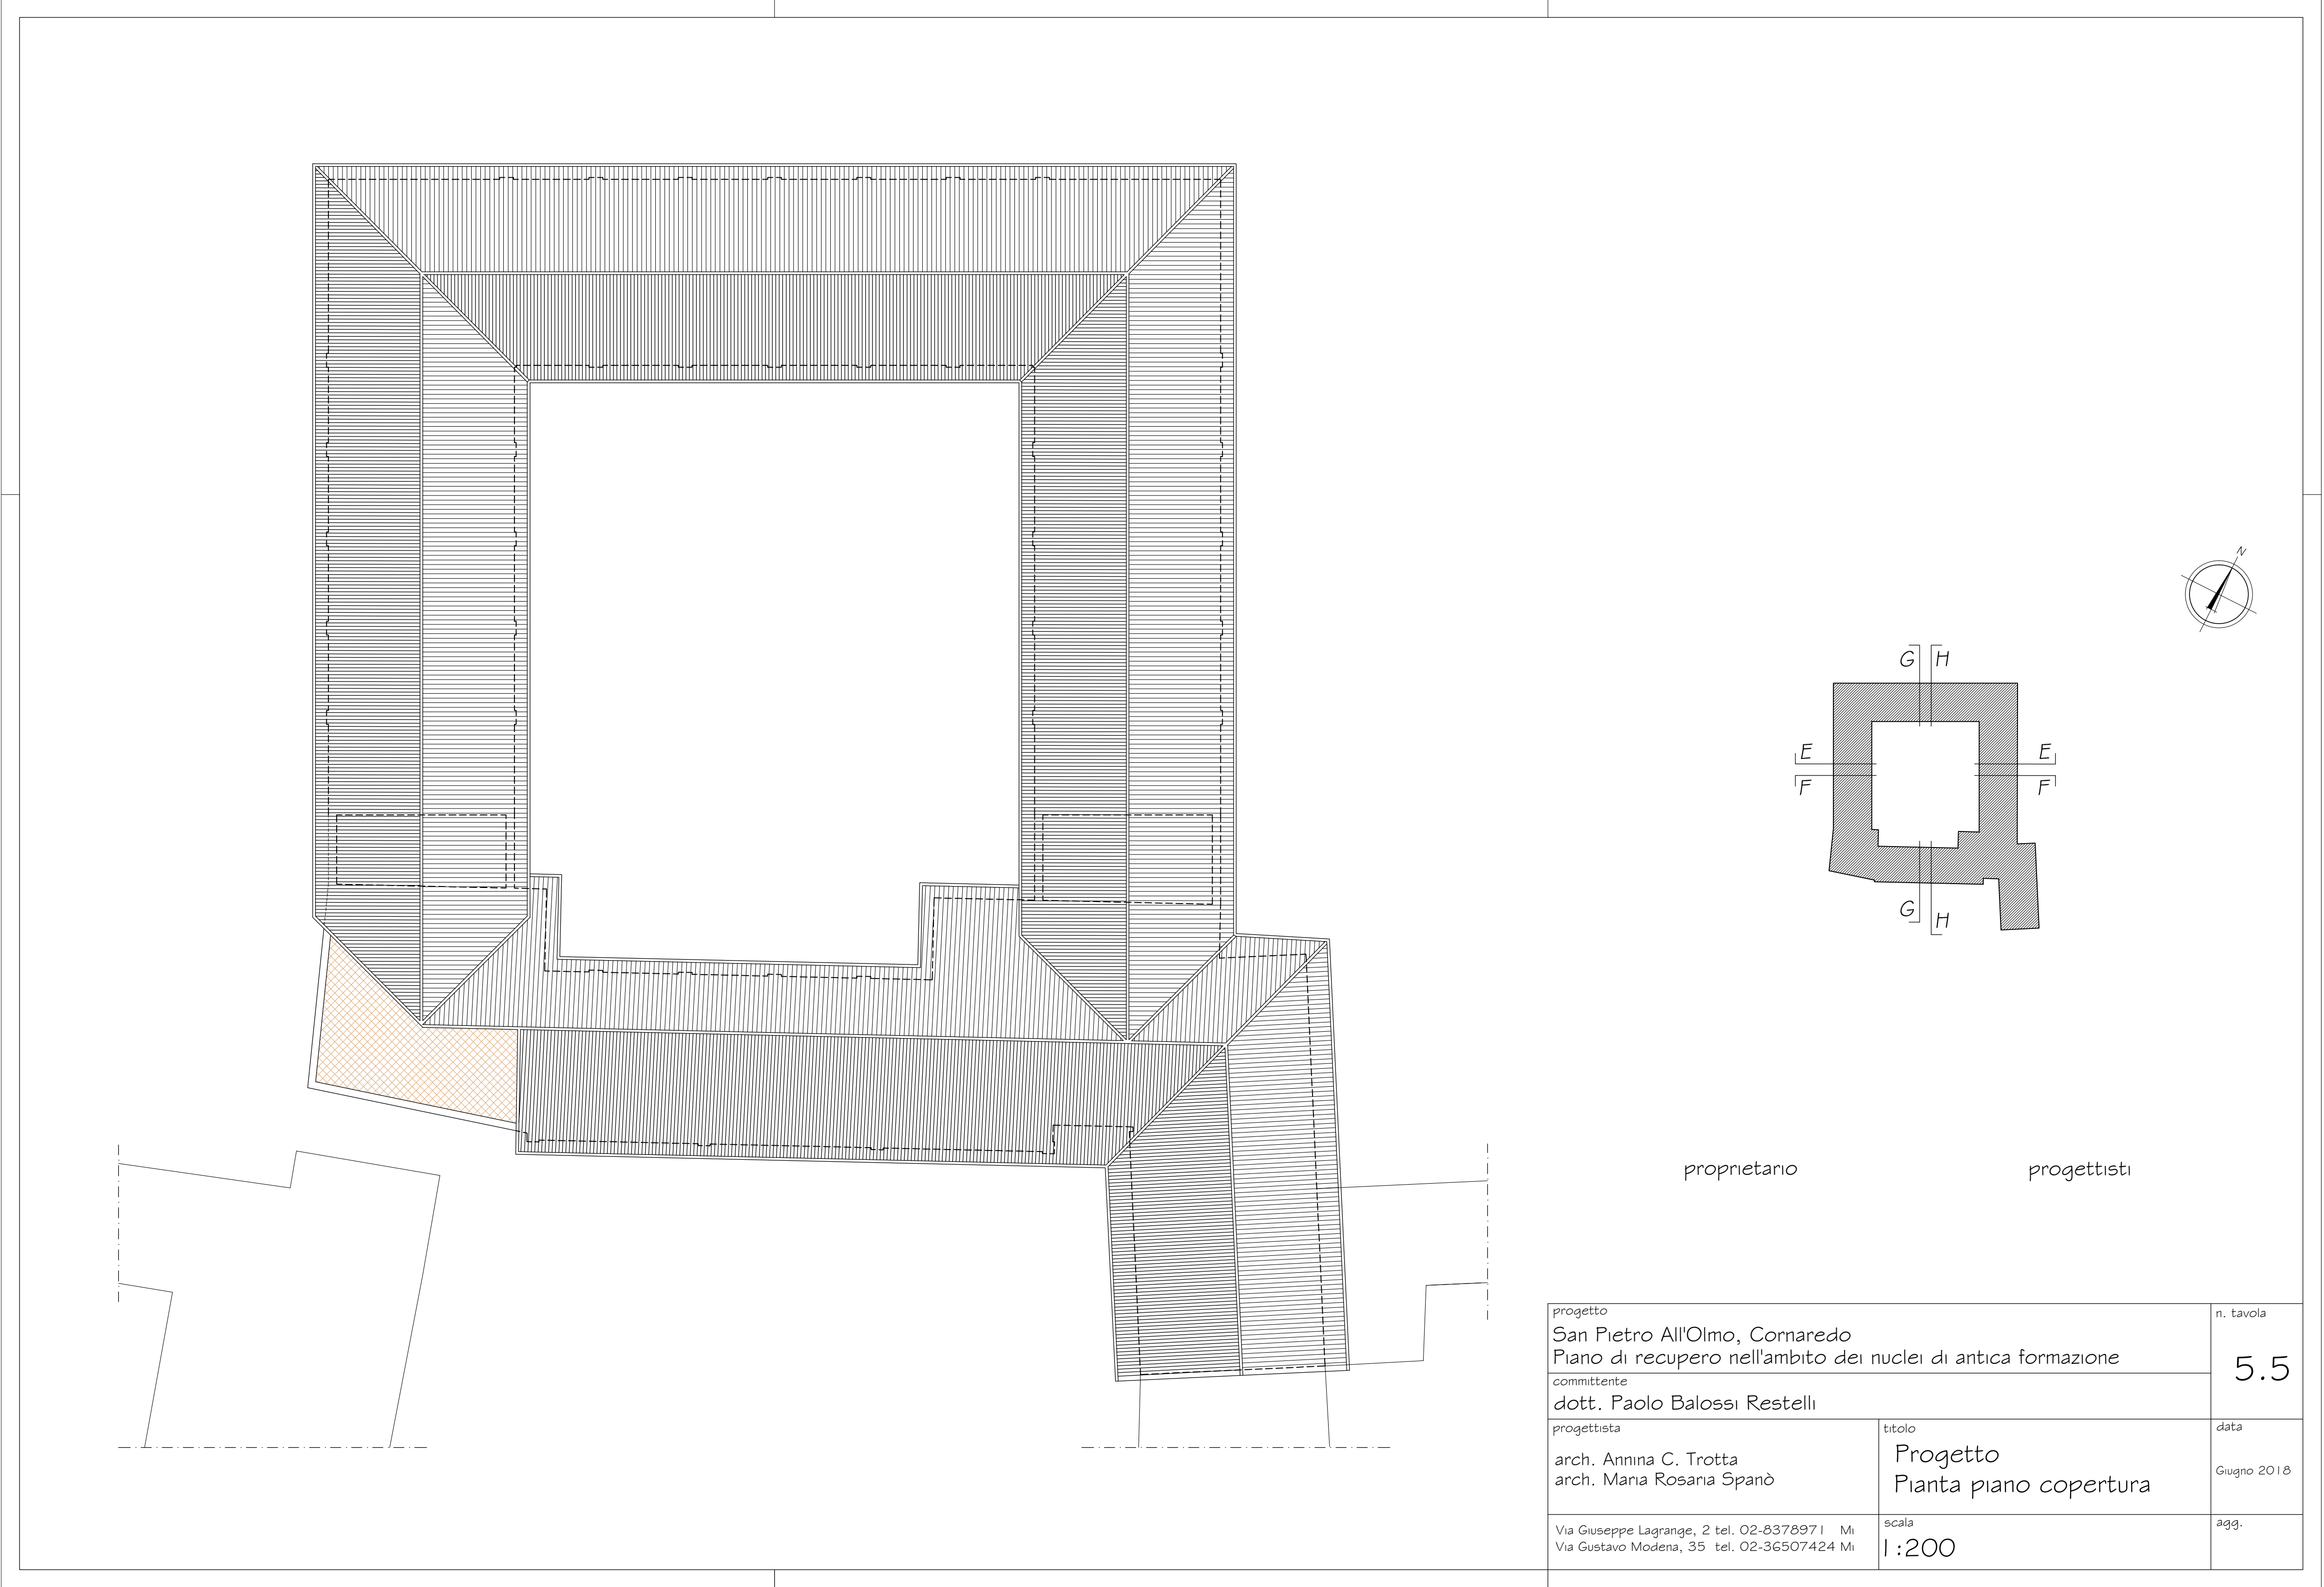 N
G H
E E
F F
G H
proprietario progettisti
progetto
San Pietro All'Olmo, Cornaredo
Piano di recupero nell'ambito dei nuclei di antica formazione
n. tavola
5.5
committente
dott. Paolo Balossi Restelli
progettista
arch. Annina C. Trotta
arch. Maria Rosaria Spanò
titolo
Progetto
Pianta piano copertura
data
Giugno 2018
Via Giuseppe Lagrange, 2 tel. 02-8378971 Mi
Via Gustavo Modena, 35 tel. 02-36507424 Mi
scala
1:200
agg.